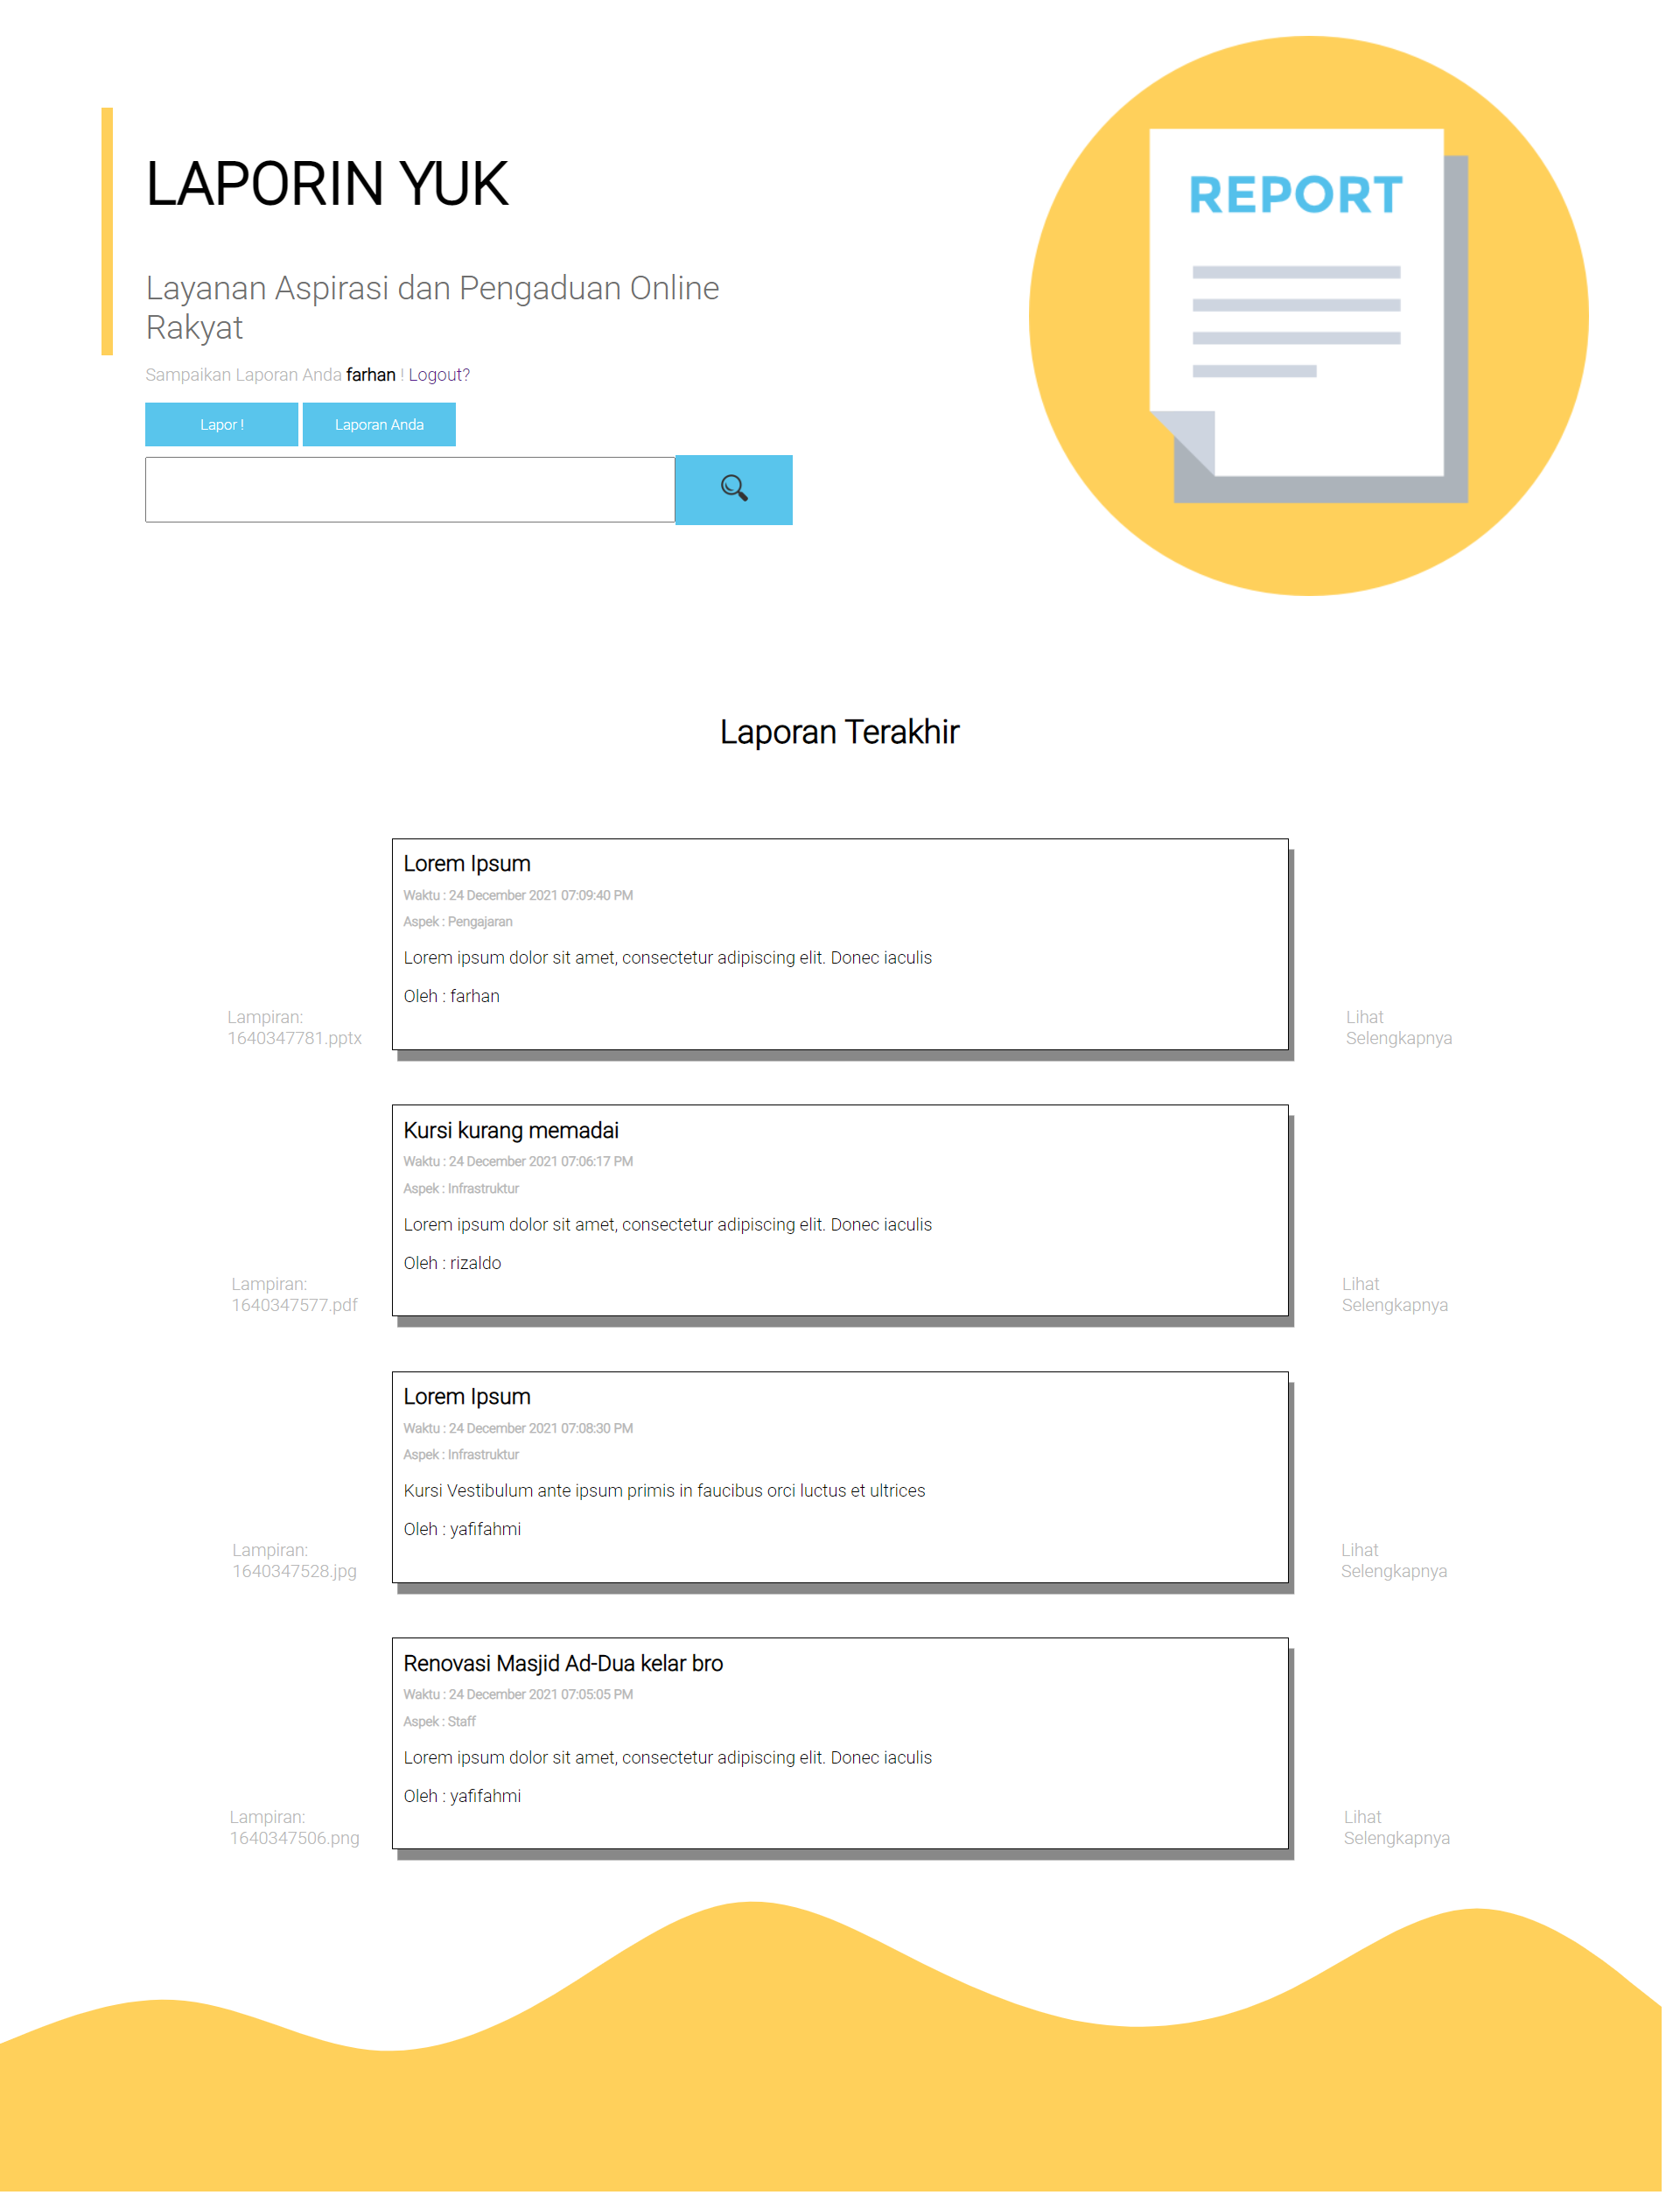 LAPORIN YUK
REPORT
Layanan Aspirasi dan Pengaduan Online
Rakyat
Sampaikan Laporan Anda farhan ! Logout?
Lapor !
Laporan Anda
Laporan Terakhir
Lorem Ipsum
Waktu : 24 December 2021 07:09:40 PM
Aspek : Pengajaran
Lorem ipsum dolor sit amet, consectetur adipiscing elit. Donec iaculis
Oleh : farhan
Lampiran:
1640347781.pptx
Lihat
Selengkapnya
Kursi kurang memadai
Waktu : 24 December 2021 07:06:17 PM
Aspek : Infrastruktur
Lorem ipsum dolor sit amet, consectetur adipiscing elit. Donec iaculis
Oleh : rizaldo
Lampiran:
1640347577.pdf
Lihat
Selengkapnya
Lorem Ipsum
Waktu : 24 December 2021 07:08:30 PM
Aspek : Infrastruktur
Kursi Vestibulum ante ipsum primis in faucibus orci luctus et ultrices
Oleh : yafifahmi
Lampiran:
1640347528.jpg
Lihat
Selengkapnya
Renovasi Masjid Ad-Dua kelar bro
Waktu : 24 December 2021 07:05:05 PM
Aspek : Staff
Lorem ipsum dolor sit amet, consectetur adipiscing elit. Donec iaculis
Oleh : yafifahmi
Lampiran:
1640347506.png
Lihat
Selengkapnya